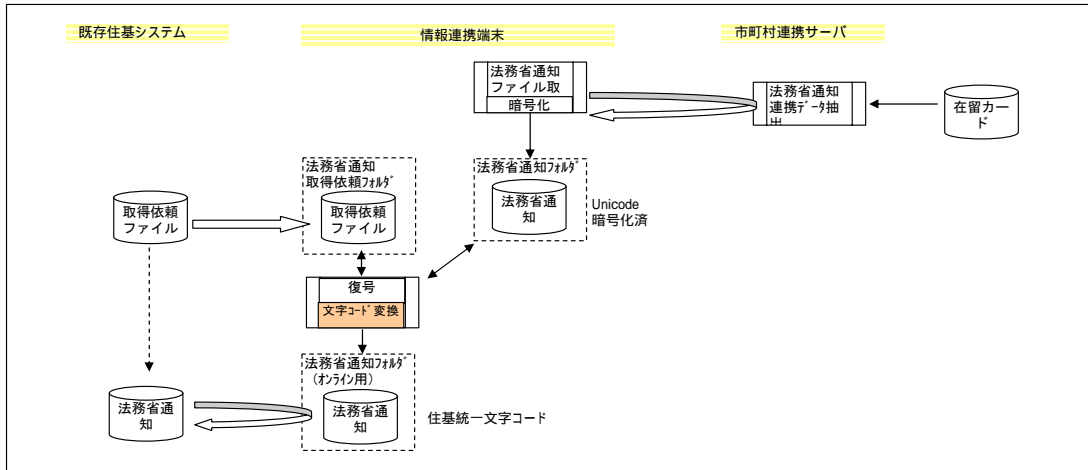 既存住基システム
情報連携端末
市町村連携サーバ
法務省通知
ファイル取
暗号化
法務省通知
連携ﾃﾞｰﾀ抽
出
在留カー
ド
法務省通知
取得依頼ﾌｫﾙﾀﾞ
取得依頼
ファイル
取得依頼
ファイル
法務省通知ﾌｫﾙﾀﾞ
法務省通
知
Unicode
暗号化済
復号
文字ｺｰﾄﾞ変換
法務省通知ﾌｫﾙﾀﾞ
（ｵﾝﾗｲﾝ用）
法務省通
知
法務省通
知
住基統一文字コード